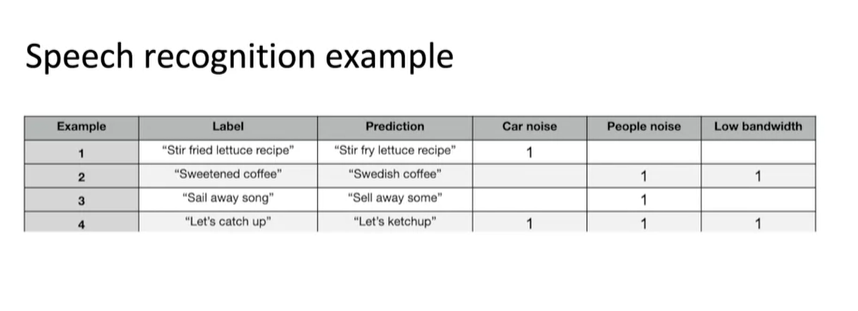 Speech recognition example
Example Label Prediction Car noise People noise Low bandwidth
1 "Stir fried lettuce recipe" "Stir fry lettuce recipe" 1
2 "Sweetened coffee" "Swedish coffee" 1 1
3 "Sail away song" "Sell away some" 1
4 "Let's catch up" "Let's ketchup" 1 1 1